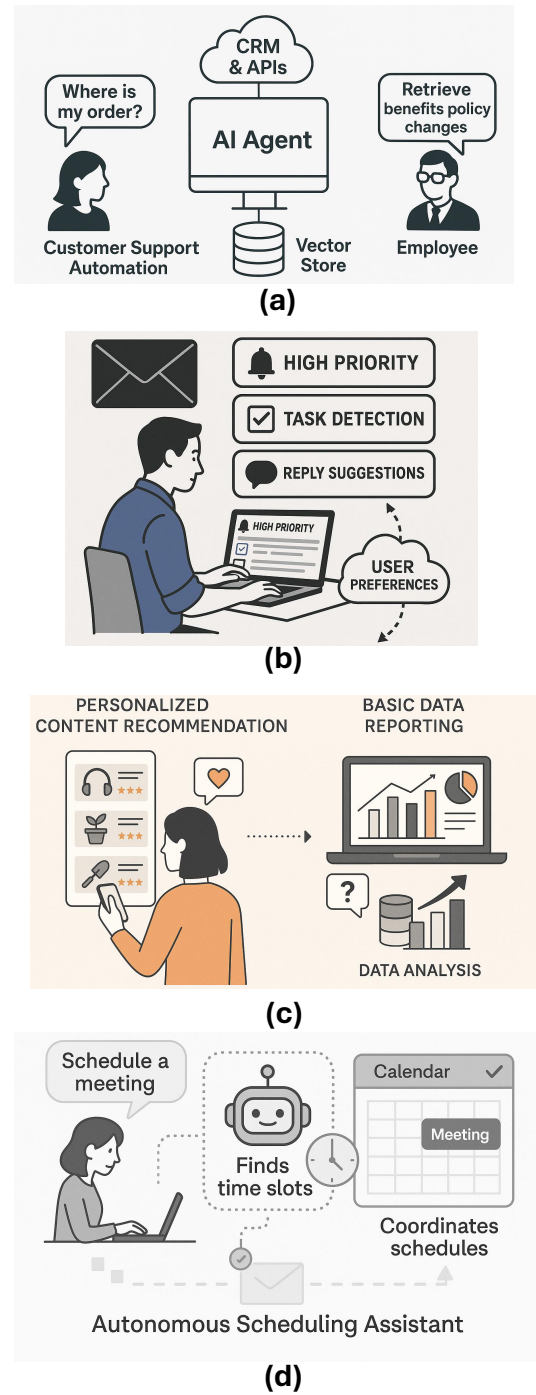 CRM
& APIs
Where is
my order?
Retrieve
benefits policy
changes
AI Agent
Customer Support
Automation
Vector
Store
Employee
(a)
HIGH PRIORITY
TASK DETECTION
REPLY SUGGESTIONS
HIGH PRIORITY
USER
PREFERENCES
(b)
PERSONALIZED
CONTENT RECOMMENDATION
BASIC DATA
REPORTING
?
DATA ANALYSIS
(c)
Schedule a
meeting
Finds
time slots
Calendar
Meeting
Coordinates
schedules
Autonomous Scheduling Assistant
(d)